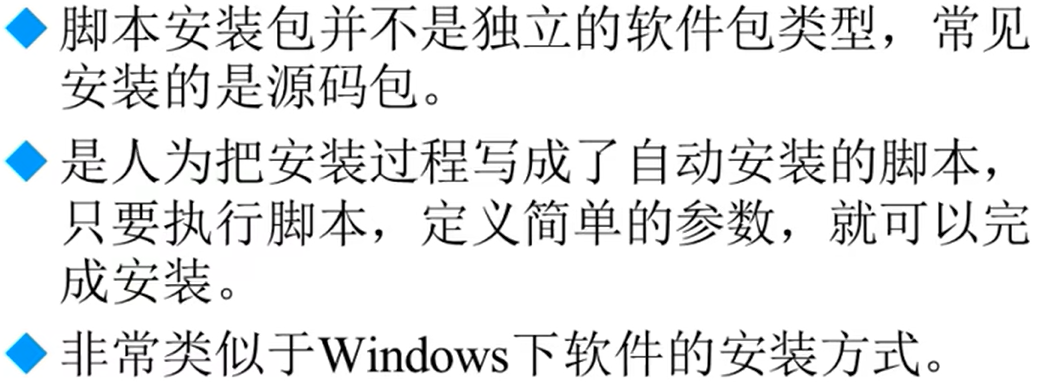 脚本安装包并不是独立的软件包类型，常见
安装的是源码包。
是人为把安装过程写成了自动安装的脚本，
只要执行脚本，定义简单的参数，就可以完
成安装。
非常类似于Windows下软件的安装方式。